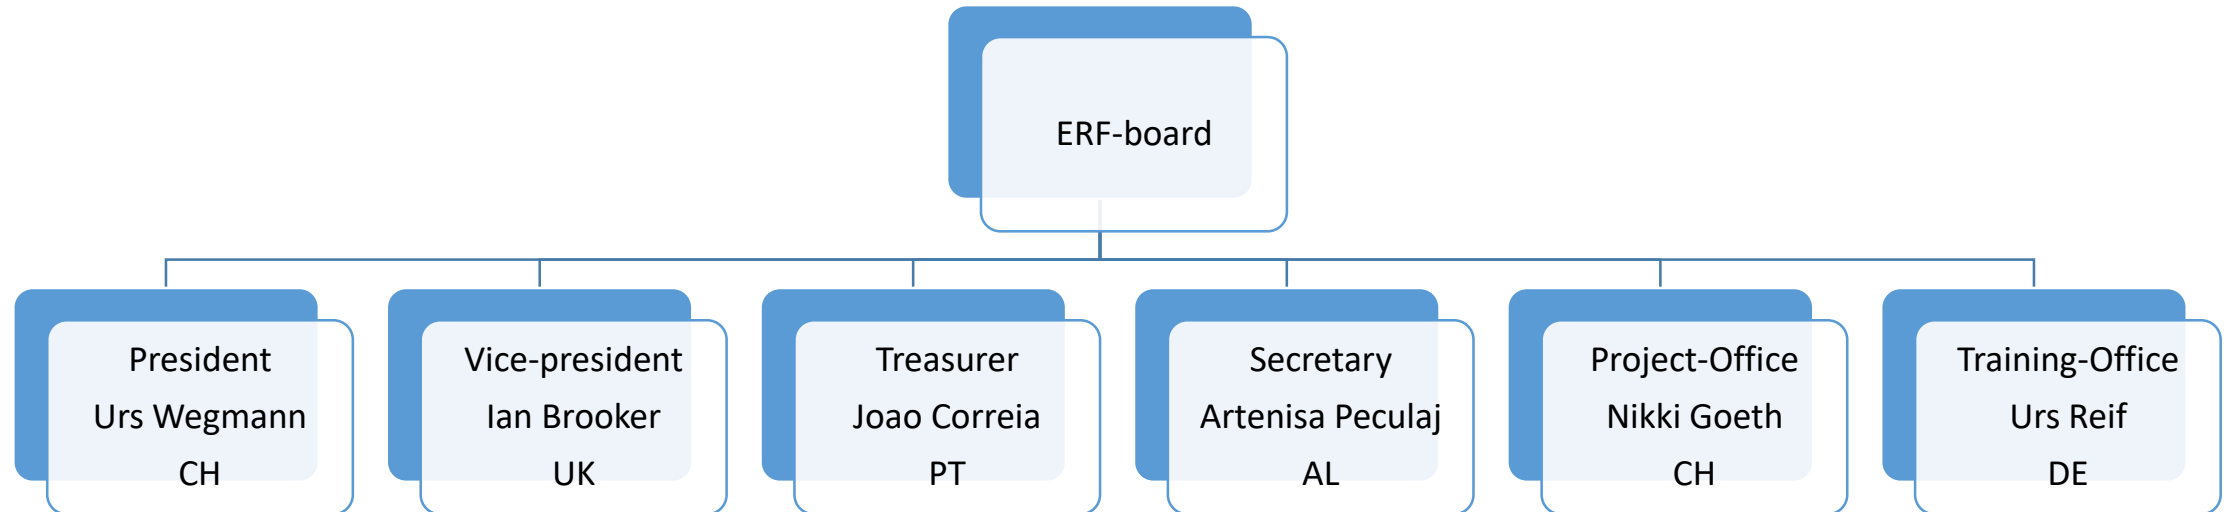 ERF-board
President
Urs Wegmann
CH
Vice-president
Ian Brooker
UK
Treasurer
Joao Correia
PT
Secretary
Artenisa Peculaj
AL
Project-Office
Nikki Goeth
CH
Training-Office
Urs Reif
DE